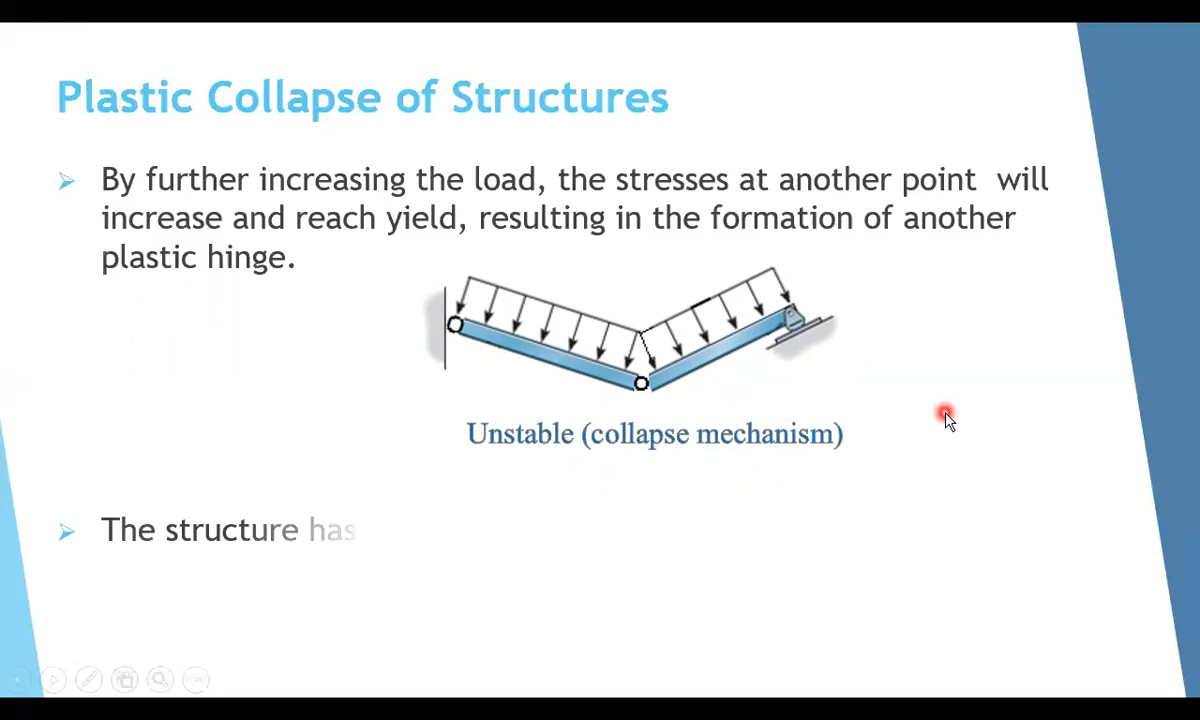 Plastic Collapse of Structures
By further increasing the load, the stresses at another point will
increase and reach yield, resulting in the formation of another
plastic hinge.
Unstable (collapse mechanism)
The structure has